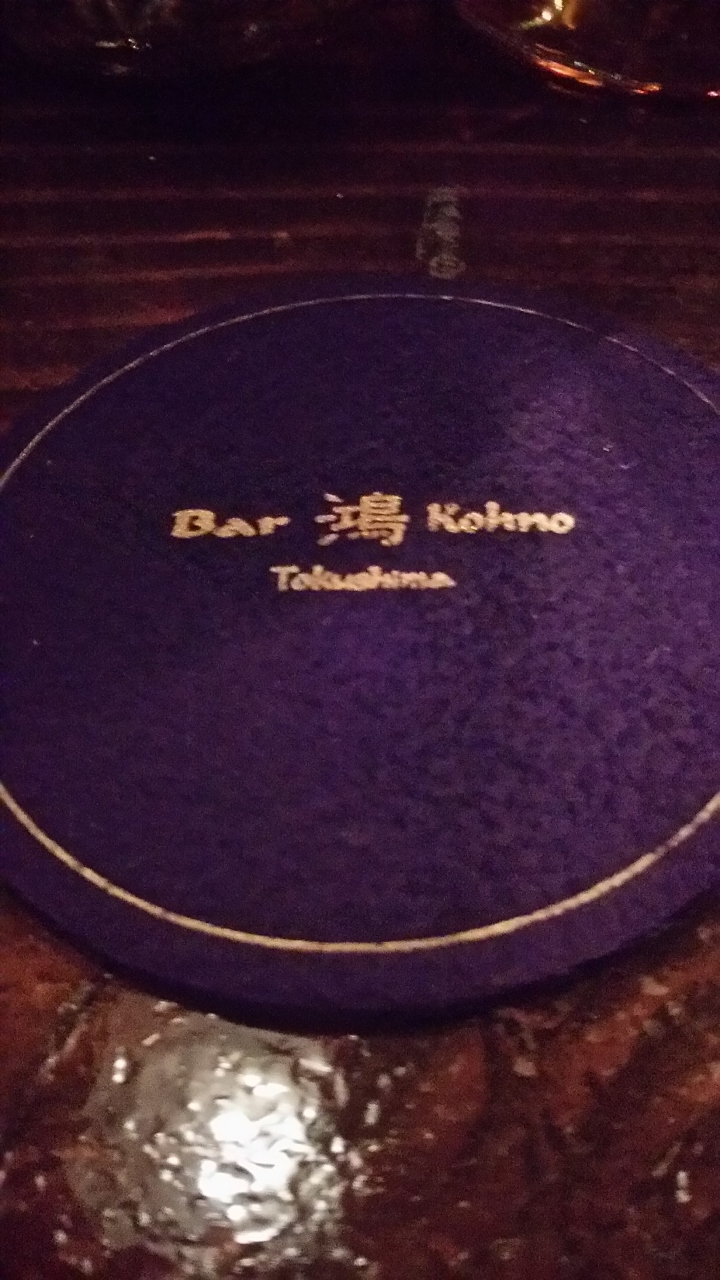 Bar 鴻 Kohno
Tokushima